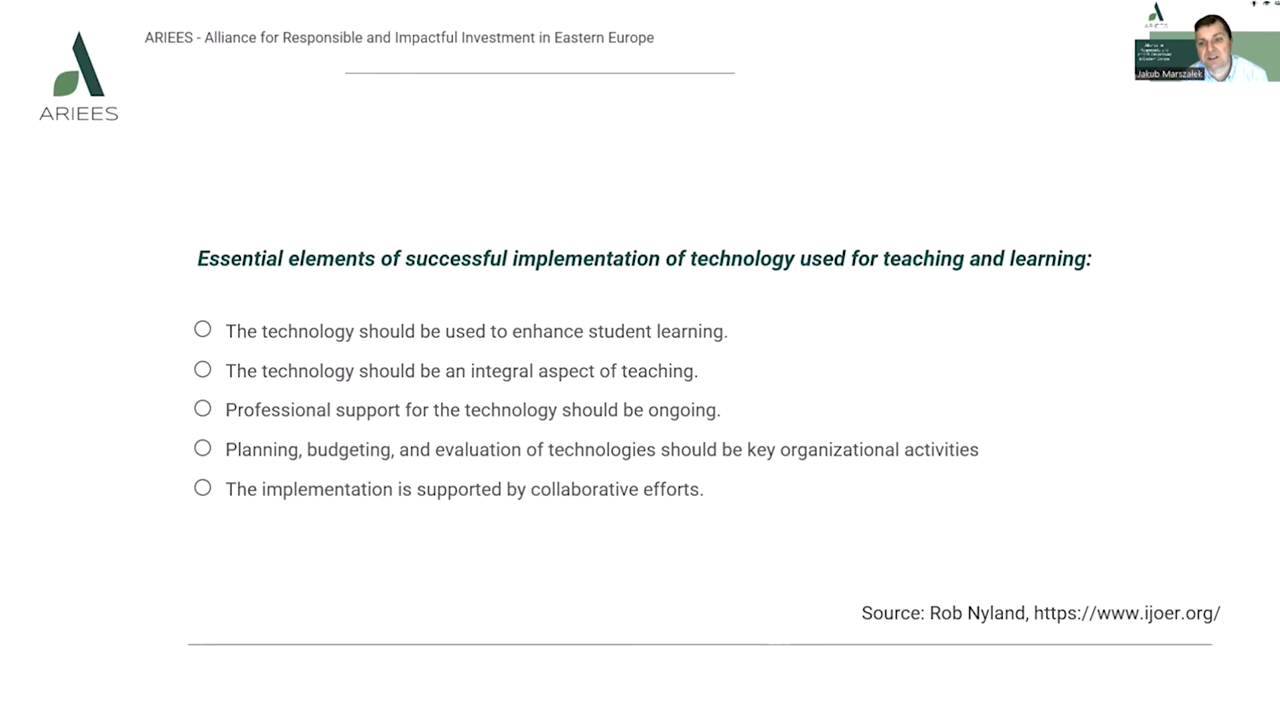 ARIEES - Alliance for Responsible and Impactful Investment in Eastern Europe
ARIEES
Jakub Marszałek
Essential elements of successful implementation of technology used for teaching and learning:
The technology should be used to enhance student learning.
The technology should be an integral aspect of teaching.
Professional support for the technology should be ongoing.
Planning, budgeting, and evaluation of technologies should be key organizational activities
The implementation is supported by collaborative efforts.
Source: Rob Nyland, https://www.ijoer.org/